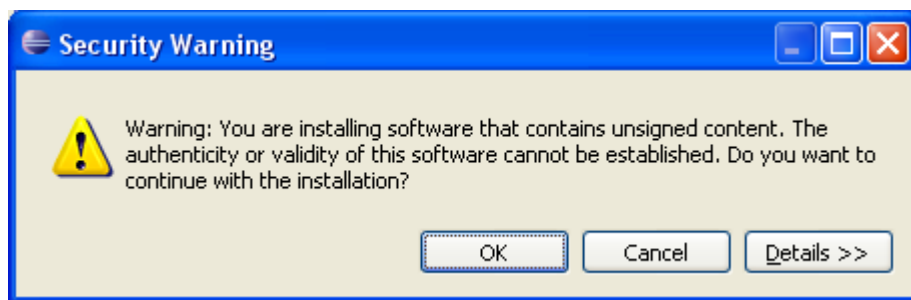 Security Warning
Warning: You are installing software that contains unsigned content. The
authenticity or validity of this software cannot be established. Do you want to
continue with the installation?
OK Cancel Details >>